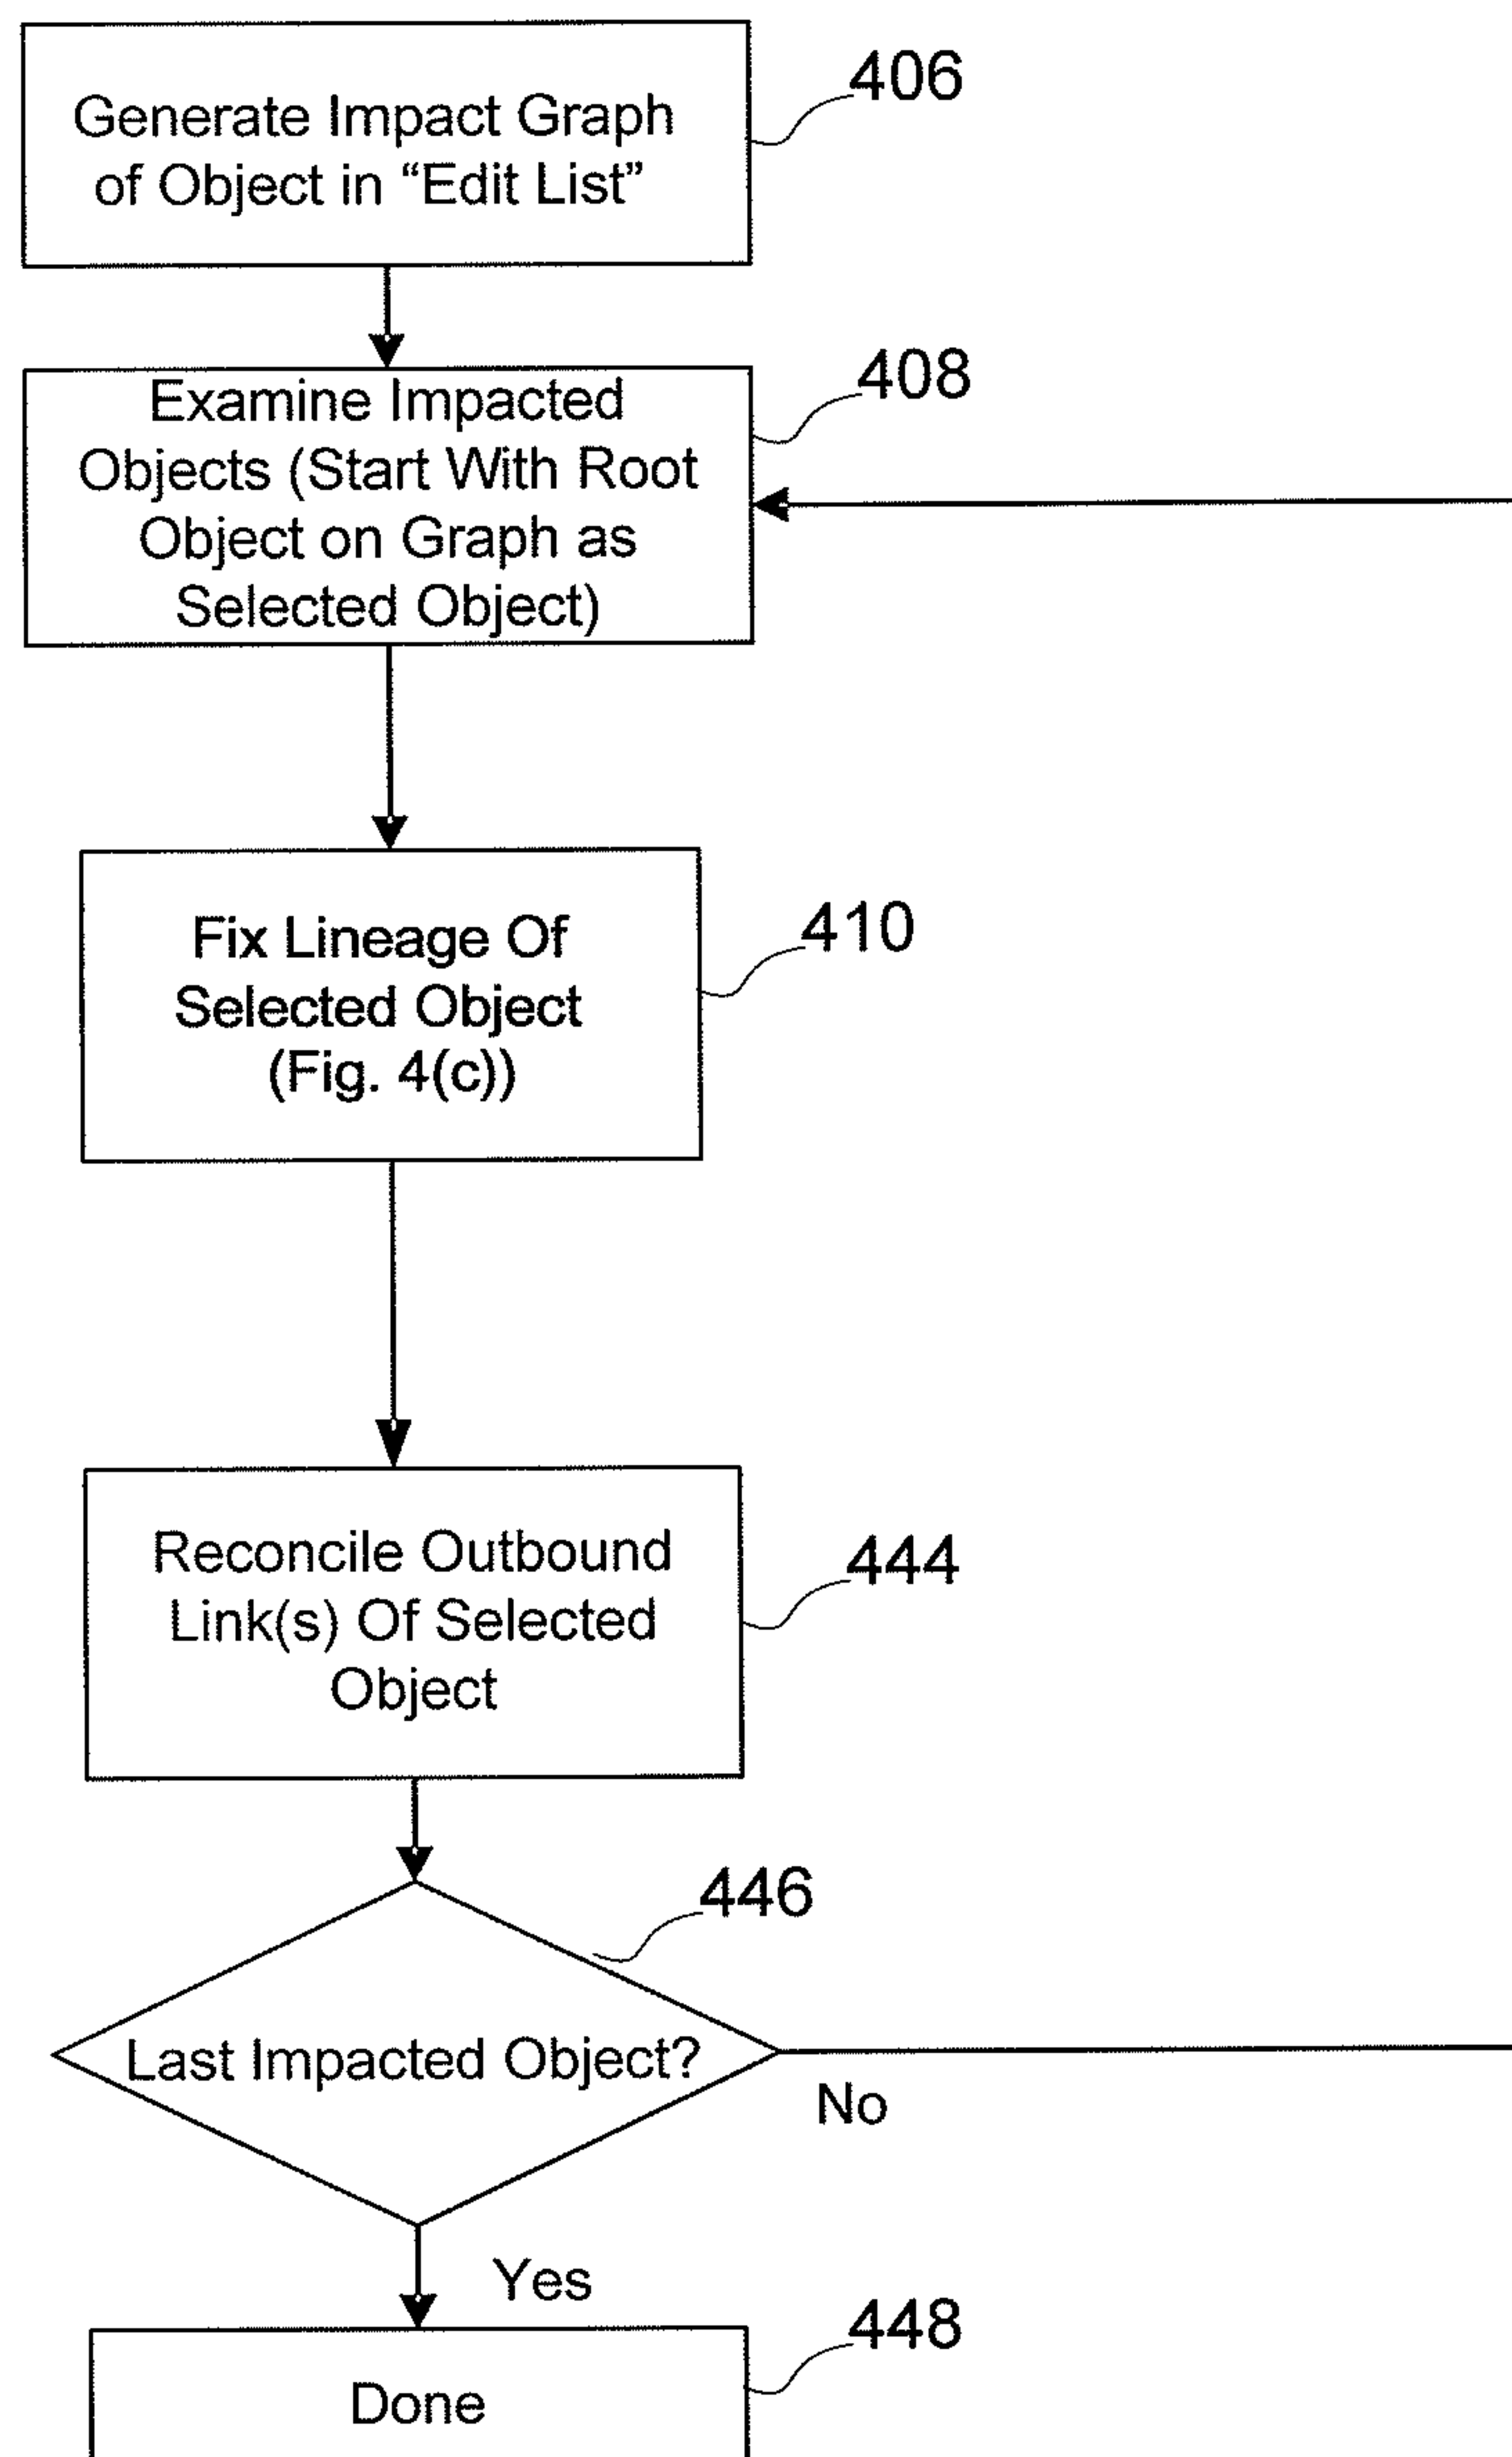 Generate Impact Graph
of Object in “Edit List”
406
Examine Impacted
Objects (Start With Root
Object on Graph as
Selected Object)
408
Fix Lineage Of
Selected Object
(Fig. 4(c))
410
Reconcile Outbound
Link(s) Of Selected
Object
444
446
Last Impacted Object?
No
Yes
448
Done